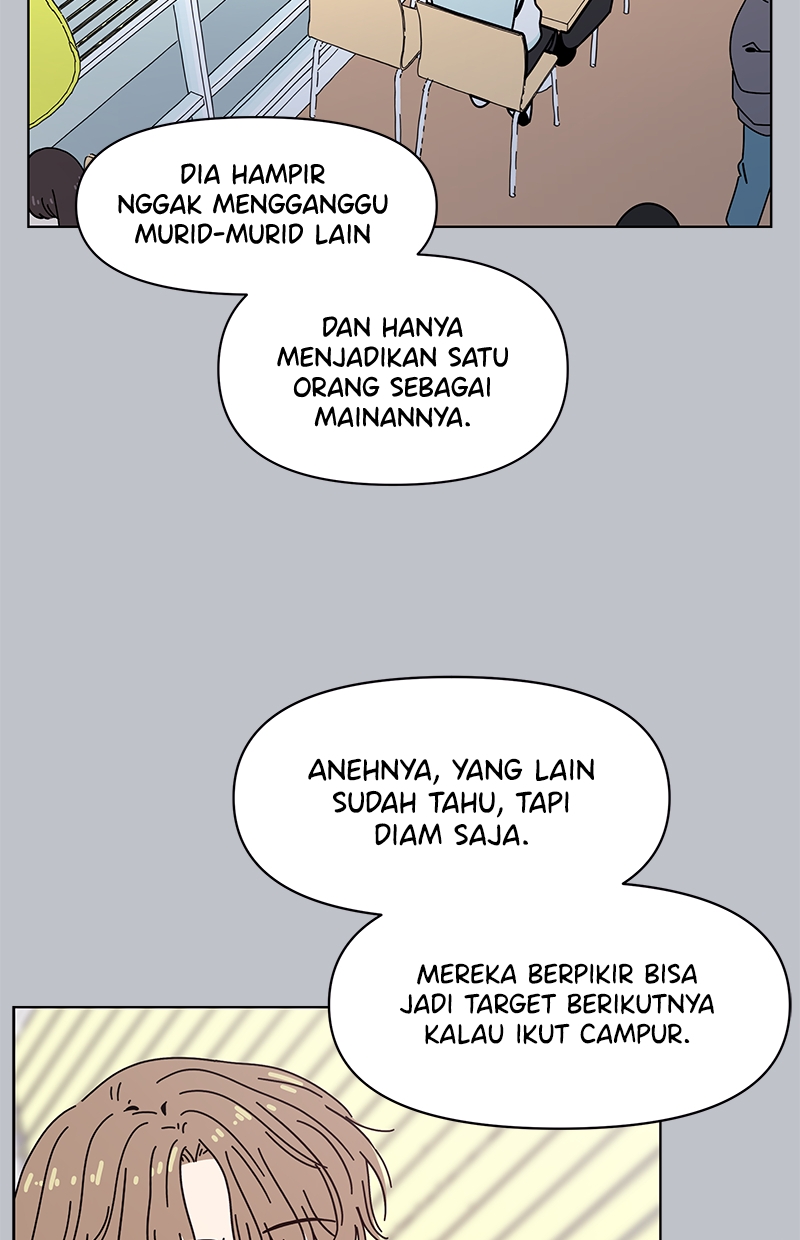 DIA HAMPIR
NGGAK MENGGANGGU
MURID-MURID LAIN
DAN HANYA
MENJADIKAN SATU
ORANG SEBAGAI
MAINANNYA.
ANEHNYA, YANG LAIN
SUDAH TAHU, TAPI
DIAM SAJA.
MEREKA BERPIKIR BISA
JADI TARGET BERIKUTNYA
KALAU IKUT CAMPUR.